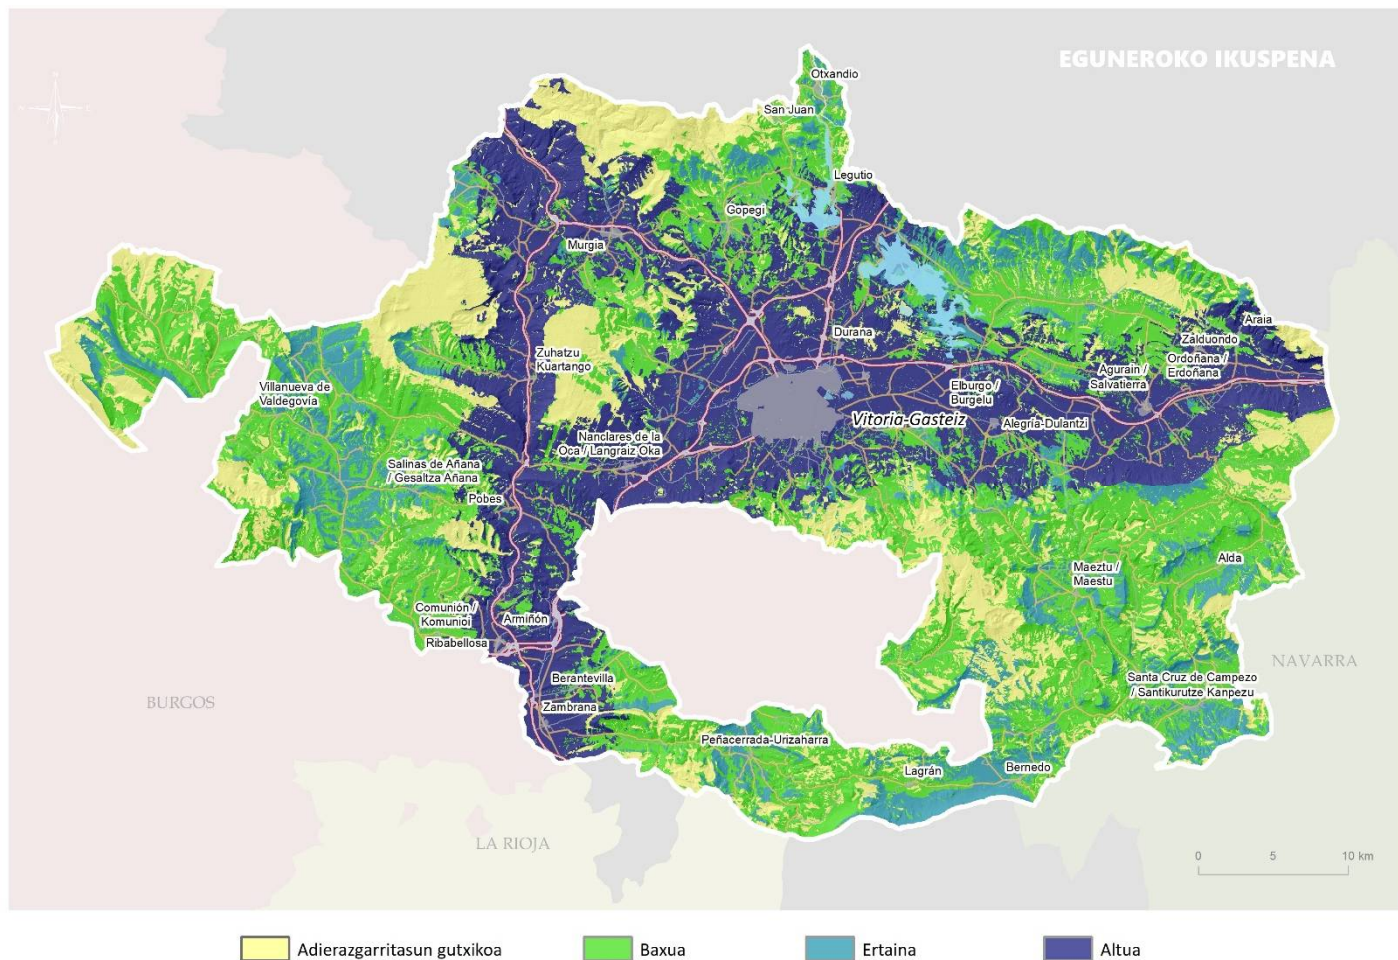 EGUNEROKO IKUSPENA
Otxandio
San Juan
Legutio
Gopegi
Murgia
Araia
Durana
Zalduondo
Zuhatzu
Kuartango
Ordoñana /
Erdoñana
Agurain /
Salvatierra
Villanueva de
Valdegovía
Elburgo /
Burgelu
Vitoria-Gasteiz
Alegría-Dulantzi
Nanclares de la
Oca / Langraiz Oka
Salinas de Añana
/ Gesaltza Añana
Pobes
Alda
Maeztu /
Maestu
Comunión /
Komunioi
Armiñón
Ribabellosa
NAVARRA
Berantevilla
Santa Cruz de Campezo
/ Santikurutze Kanpezu
BURGOS
Zambrana
Peñacerrada-Urizaharra
Lagrán
Bernedo
LA RIOJA
0 5 10 km
Adierazgarritasun gutxikoa
Baxua
Ertaina
Altua